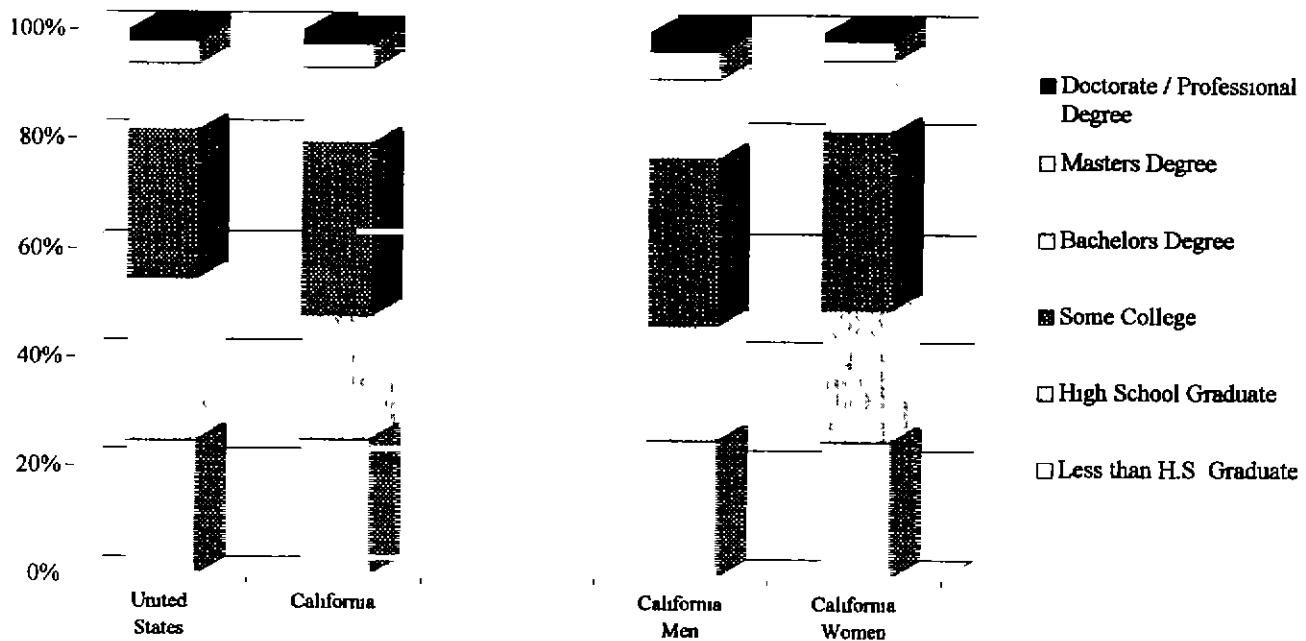 100%
80%
60%
40%
20%
0%
United
States
California
California
Men
California
Women
Doctorate / Professional
Degree
Masters Degree
Bachelors Degree
Some College
High School Graduate
Less than H.S Graduate